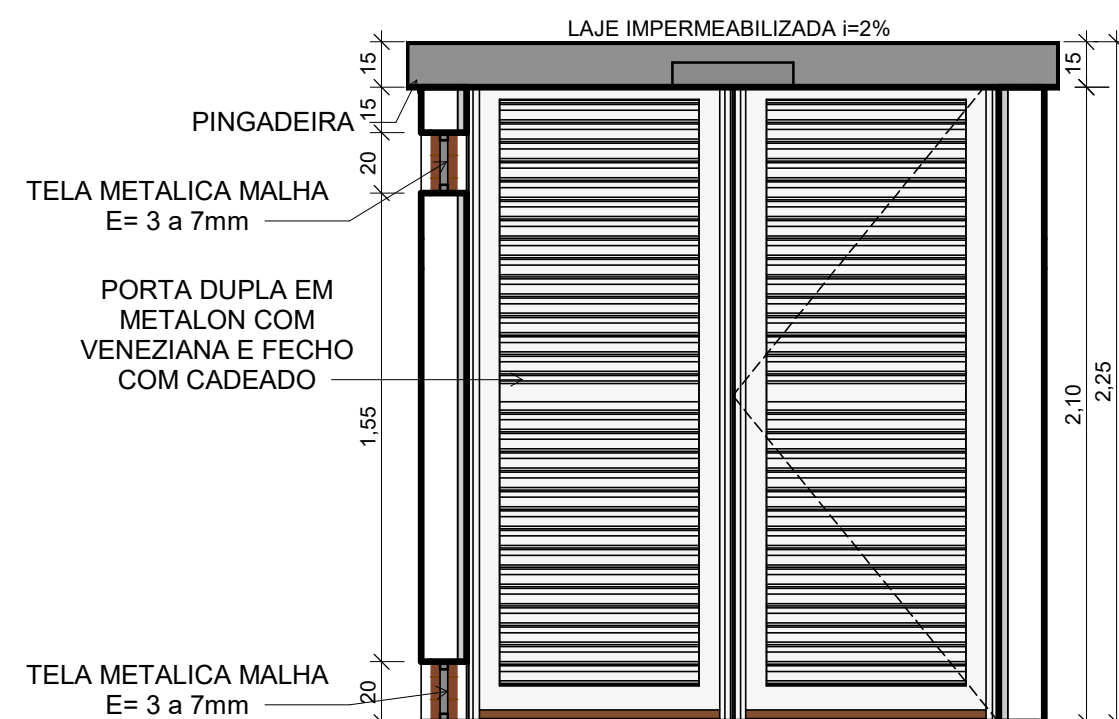 LAJE IMPERMEABILIZADA i=2%
15
15
PINGADEIRA
15
20
TELA METALICA MALHA
E= 3 a 7mm
PORTA DUPLA EM
METALON COM
VENEZIANA E FECHO
COM CADEADO
1,55
2,10
2,25
TELA METALICA MALHA
E= 3 a 7mm
20